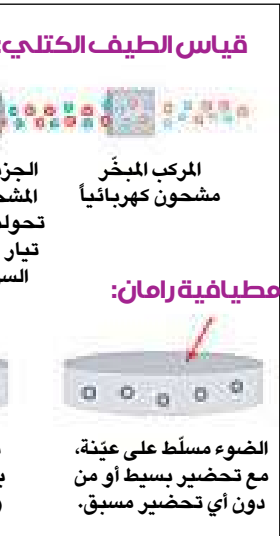 قياس الطيف الكتلي:
المركب المبخَّر
مشحون كهربائياً
تيار
مطيافية رامان:
الضوء مسلّط على عيّنة،
مع تحضير بسيط أو من
دون أي تحضير مسبق.